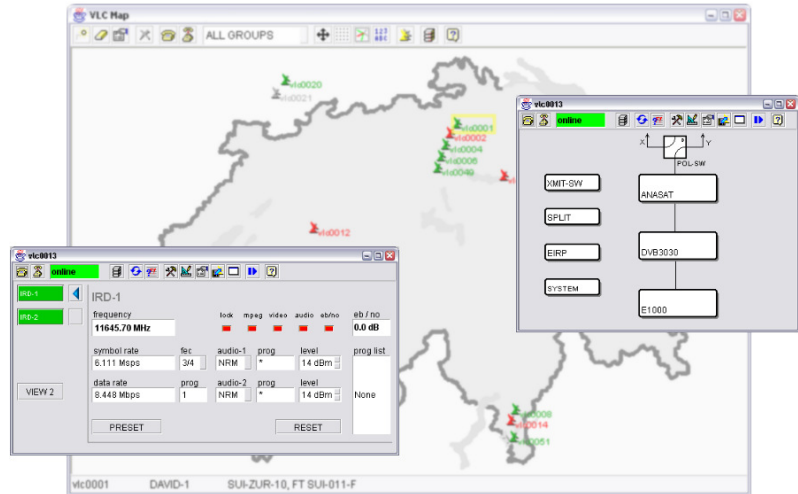 VLC Map
ALL GROUPS
vlc0020
vlc0021
vlc0001
vlc0002
vlc0004
vlc0006
vlc0049
vlc0012
vlc0009
vlc0014
vlc0051
vlc0001 DAVID-1 SUI-ZUR-10, FT SUI-011-F
vlc0013
online
X Y
POL-SW
XMIT-SW
ANASAT
SPLIT
EIRP
DVB3030
SYSTEM
E1000
vlc0013
online
IRD-1
IRD-2
VIEW 2
IRD-1
frequency lock mpeg video audio eb/no eb / no
11645.70 MHz 0.0 dB
symbol rate fec audio-1 prog level prog list
6.111 Msps 3/4 NRM * 14 dBm
data rate prog audio-2 prog level
8.448 Mbps 1 NRM * 14 dBm None
PRESET RESET